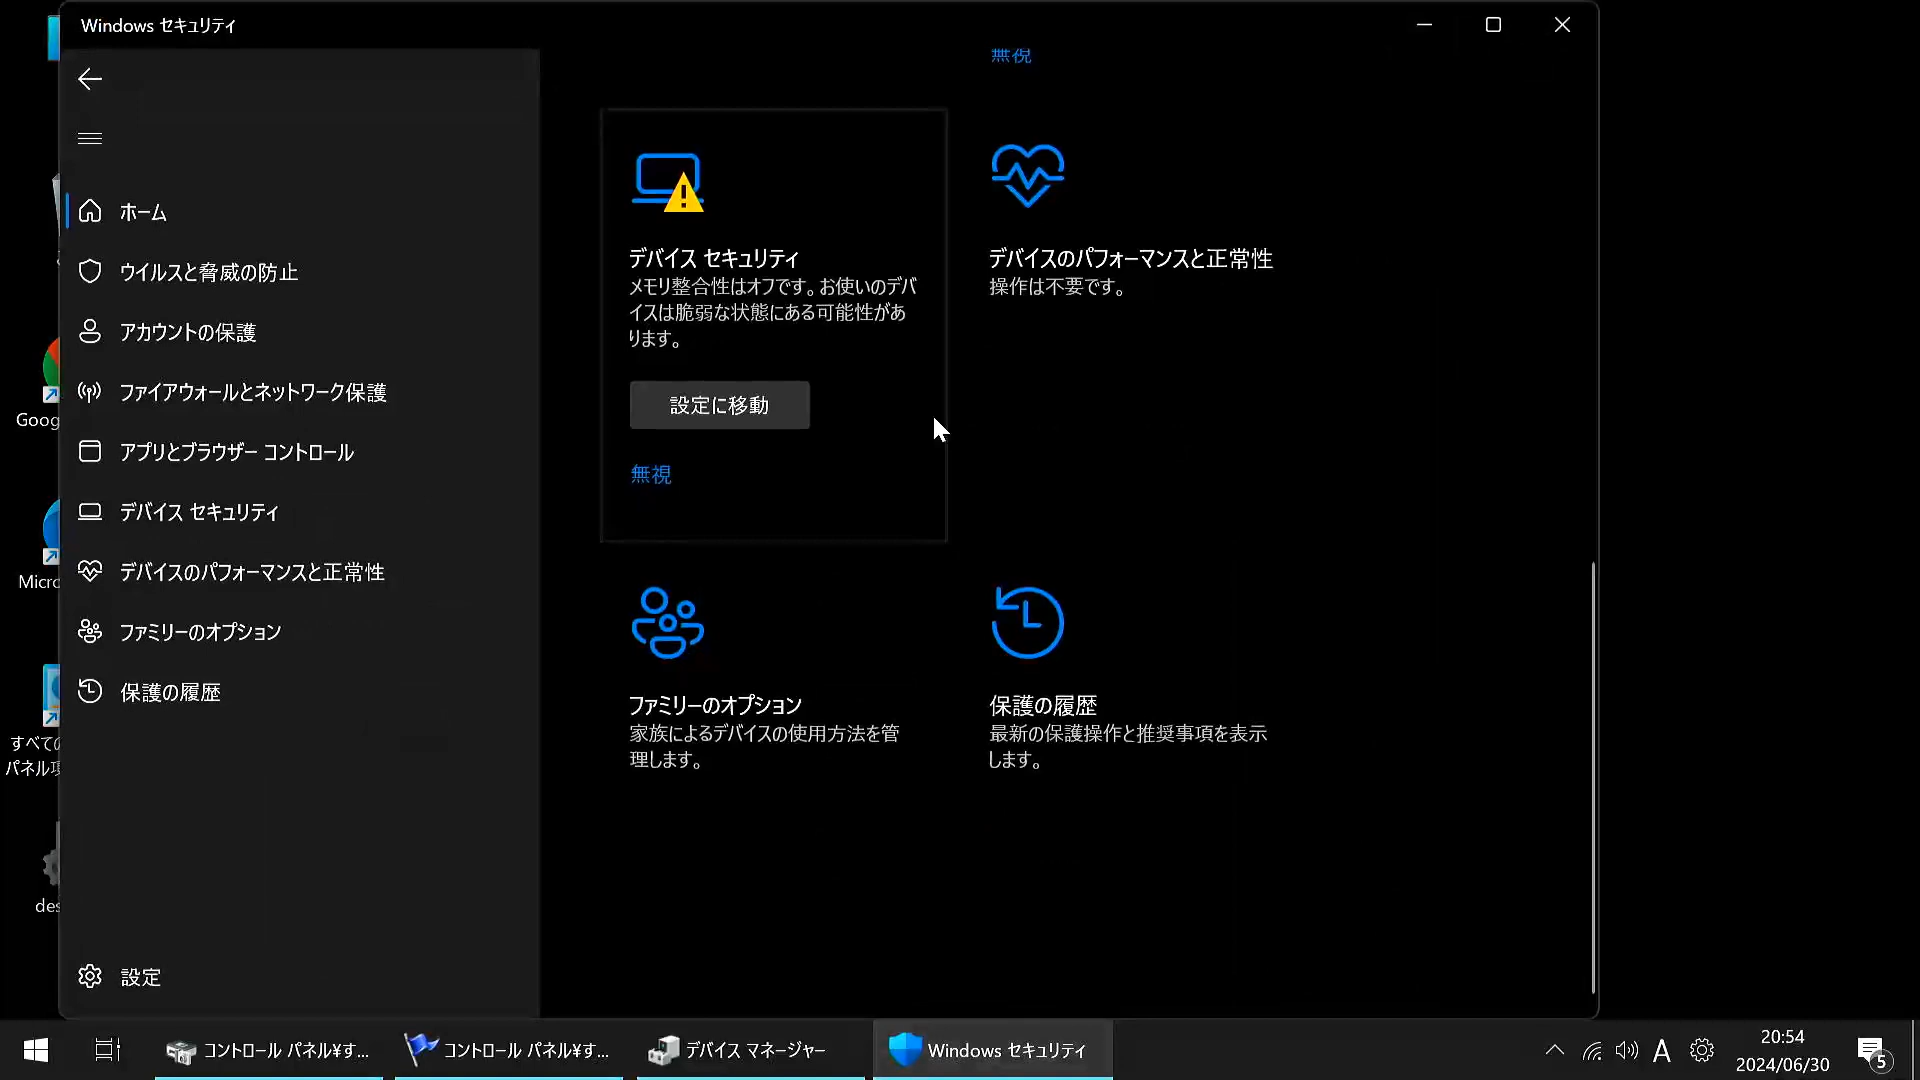 Windows セキュリティ
無視
ホーム
ウイルスと脅威の防止
アカウントの保護
ファイアウォールとネットワーク保護
アプリとブラウザー コントロール
デバイス セキュリティ
デバイスのパフォーマンスと正常性
ファミリーのオプション
保護の履歴
設定
デバイス セキュリティ
メモリ整合性はオフです。お使いのデバ
イスは脆弱な状態にある可能性があ
ります。
設定に移動
無視
デバイスのパフォーマンスと正常性
操作は不要です。
ファミリーのオプション
家族によるデバイスの使用方法を管
理します。
保護の履歴
最新の保護操作と推奨事項を表示
します。
Goog
Micro
すべての
パネル項
des
コントロール パネル¥す...
コントロール パネル¥す...
デバイス マネージャー
Windows セキュリティ
A
20:54
2024/06/30
5